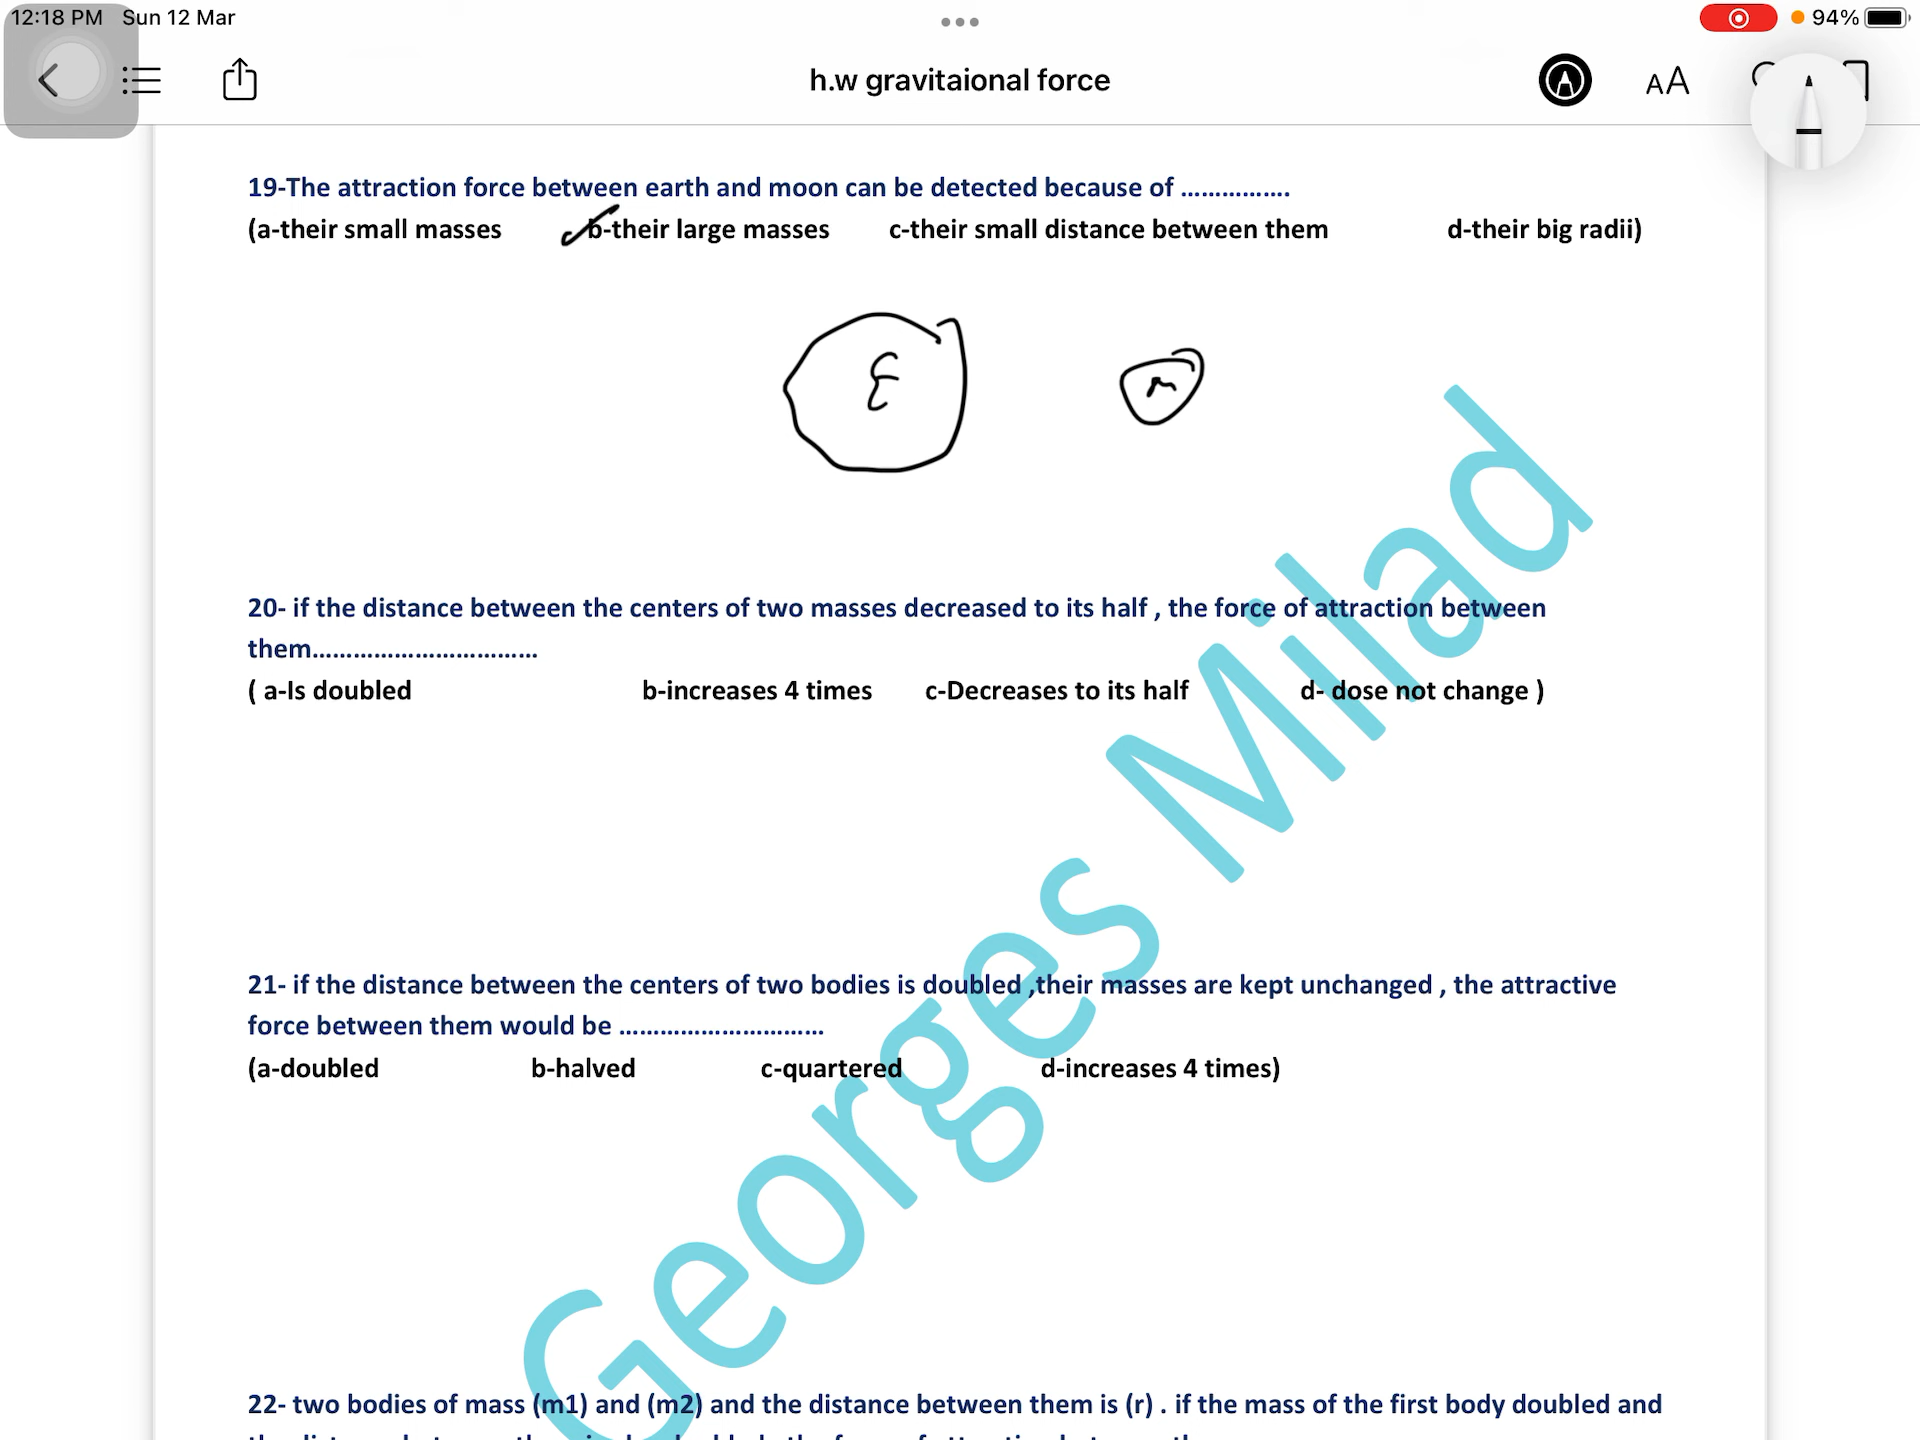 12:18 PM Sun 12 Mar
94%
h.w gravitaional force
AA
19-The attraction force between earth and moon can be detected because of ................
(a-their small masses b-their large masses c-their small distance between them d-their big radii)
E
M
20- if the distance between the centers of two masses decreased to its half , the force of attraction between
them.................................
( a-Is doubled b-increases 4 times c-Decreases to its half d- dose not change )
21- if the distance between the centers of two bodies is doubled ,their masses are kept unchanged , the attractive
force between them would be ..............................
(a-doubled b-halved c-quartered d-increases 4 times)
22- two bodies of mass (m1) and (m2) and the distance between them is (r) . if the mass of the first body doubled and
Georges Milad